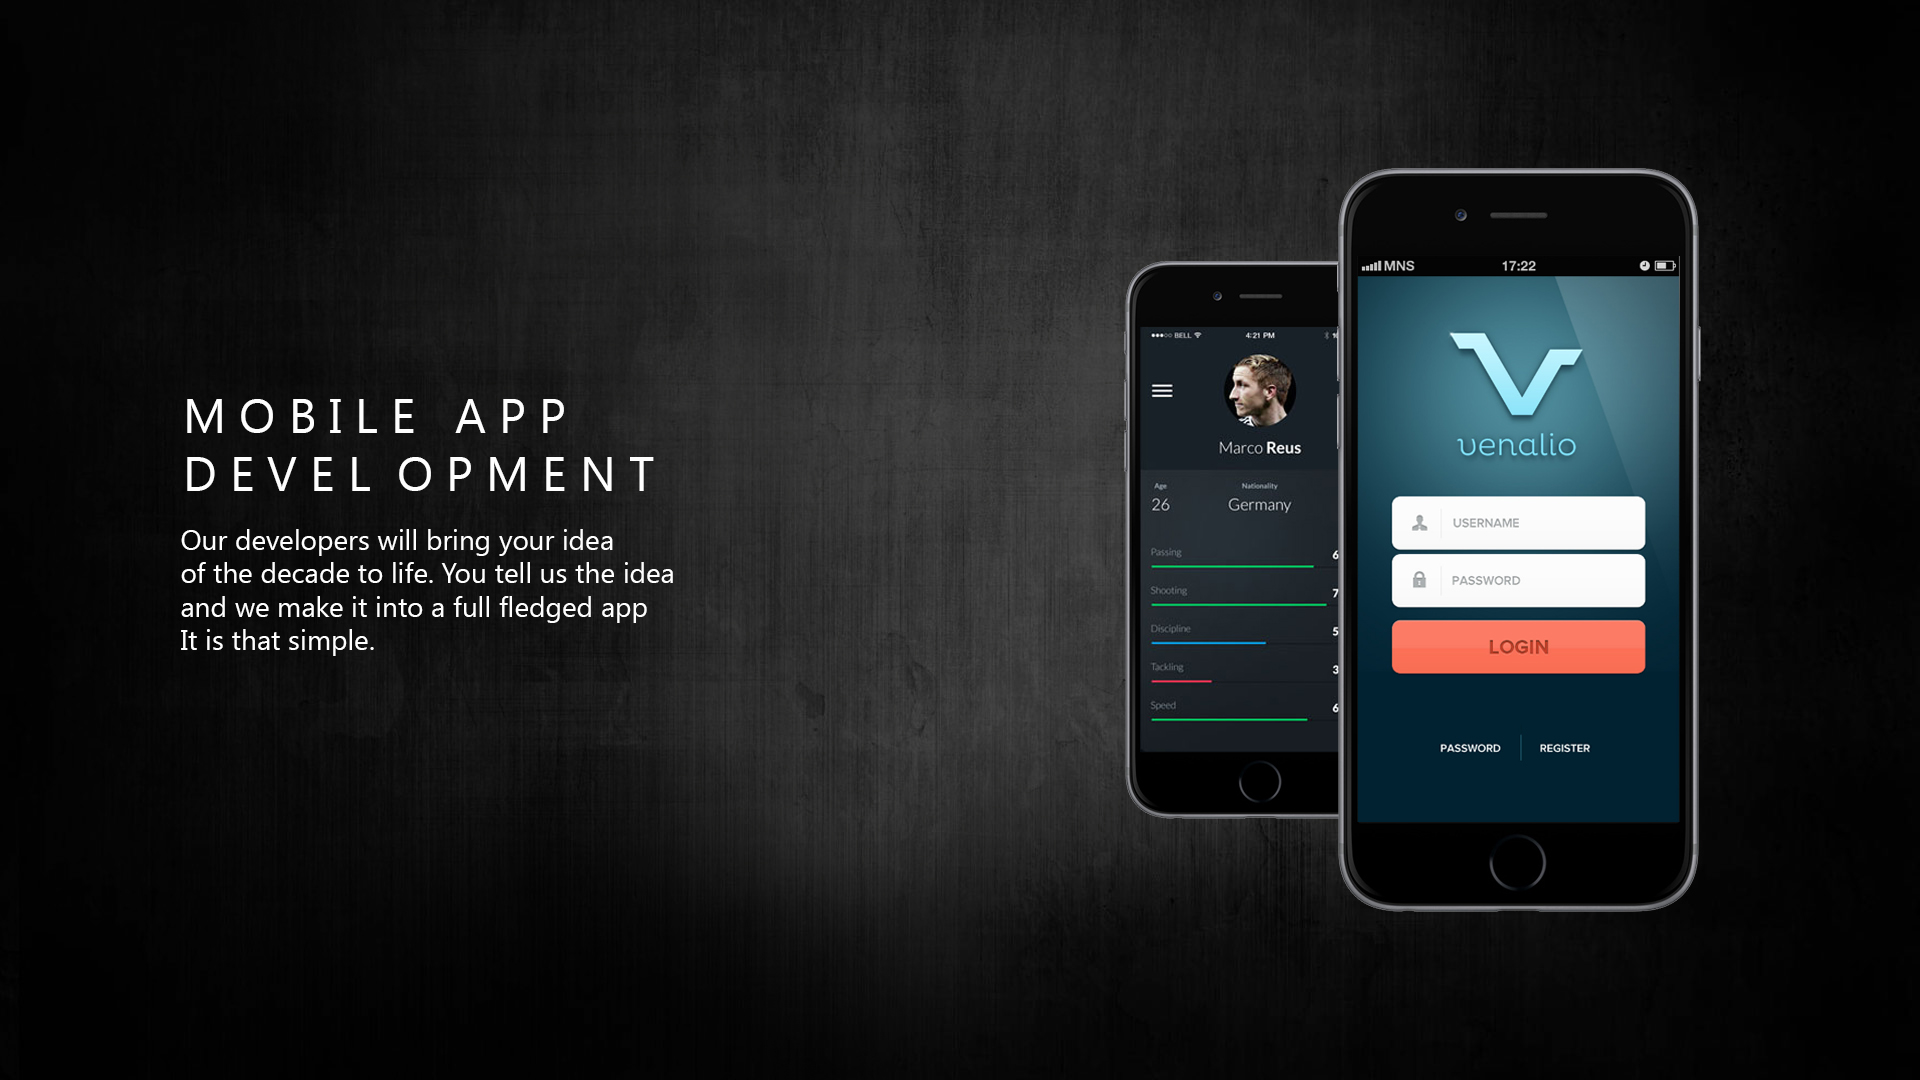 MOBILE APP
DEVELOPMENT
Our developers will bring your idea
of the decade to life. You tell us the idea
and we make it into a full fledged app
It is that simple.
BELL 4:21 PM
Marco Reus
Age Nationality
26 Germany
Passing 6
Shooting 7
Discipline 5
Tackling 3
Speed 6
MNS 17:22
venalio
USERNAME
PASSWORD
LOGIN
PASSWORD REGISTER